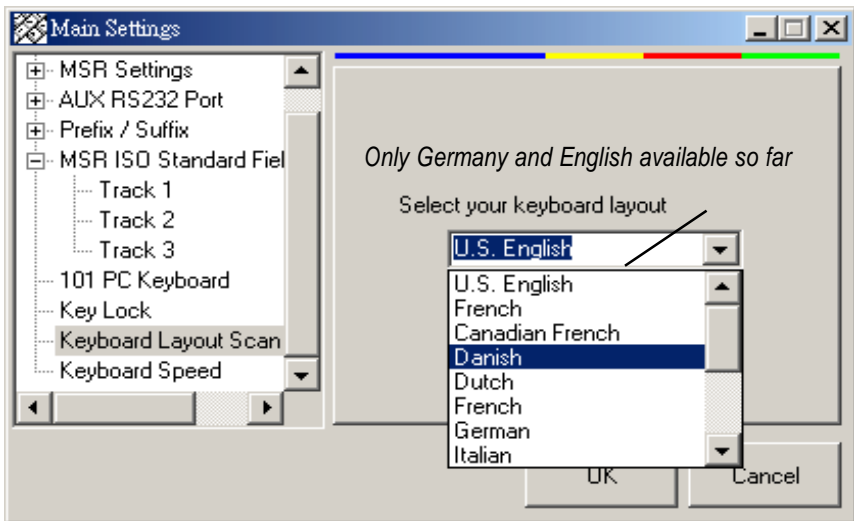 Main Settings
MSR Settings
AUX RS232 Port
Prefix / Suffix
MSR ISO Standard Fiel
Track 1
Track 2
Track 3
101 PC Keyboard
Key Lock
Keyboard Layout Scan
Keyboard Speed
Only Germany and English available so far
Select your keyboard layout
U.S. English
U.S. English
French
Canadian French
Danish
Dutch
French
German
Italian
OK
Cancel